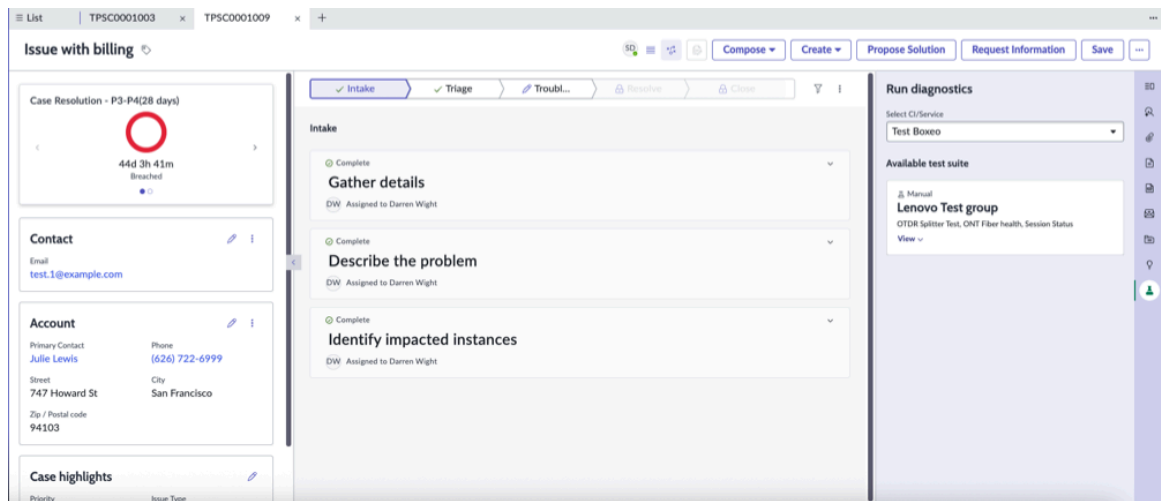 List
TPSC0001003
TPSC0001009
Issue with billing
SD
Compose
Create
Propose Solution
Request Information
Save
Case Resolution - P3-P4(28 days)
44d 3h 41m
Breached
Contact
Email
test.1@example.com
Account
Primary Contact
Phone
Julie Lewis
(626) 722-6999
Street
City
747 Howard St
San Francisco
Zip / Postal code
94103
Case highlights
Priority
Issue Type
Intake
Triage
Troubl...
Resolve
Close
Intake
Complete
Gather details
DW Assigned to Darren Wight
Complete
Describe the problem
DW Assigned to Darren Wight
Complete
Identify impacted instances
DW Assigned to Darren Wight
Run diagnostics
Select CI/Service
Test Boxeo
Available test suite
Manual
Lenovo Test group
OTDR Splitter Test, ONT Fiber health, Session Status
View